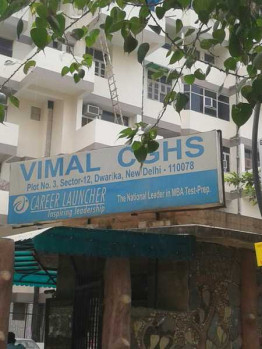 VIMAL CGHS
Plot No. 3, Sector-12, Dwarika, New Delhi - 110078
CAREER LAUNCHER
Inspiring leadership
The National Leader in MBA Test-Prep.